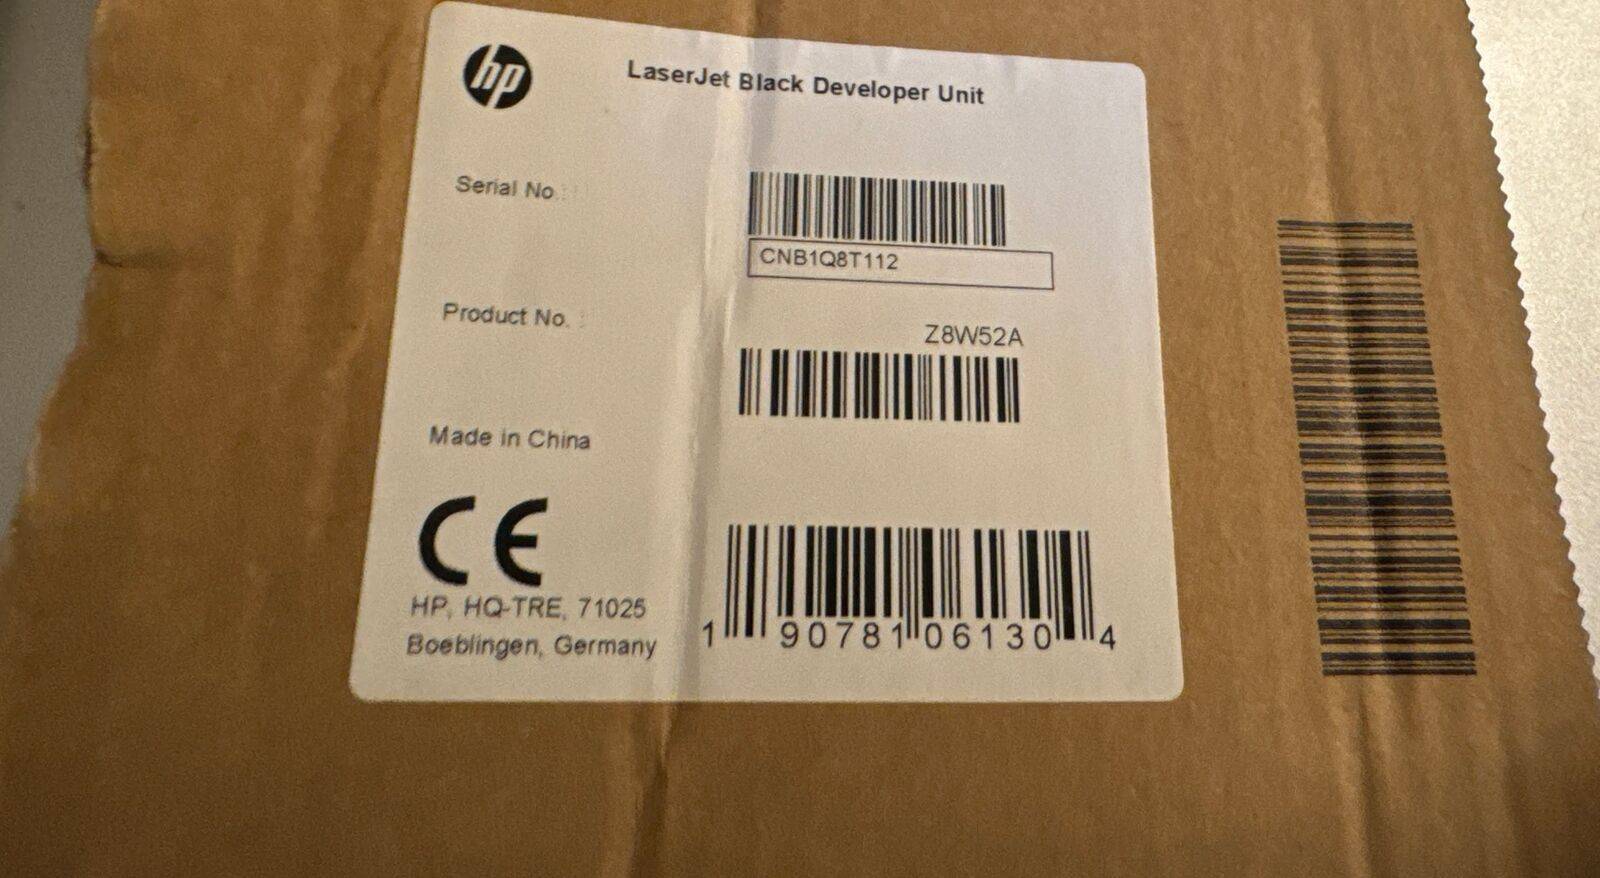 hp
LaserJet Black Developer Unit
Serial No.:
CNB1Q8T112
Product No. :
Z8W52A
Made in China
CE
HP, HQ-TRE, 71025
Boeblingen, Germany
1 90781 06130 4